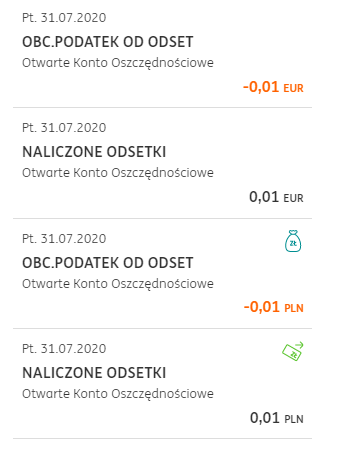 Pt. 31.07.2020
OBC.PODATEK OD ODSET
Otwarte Konto Oszczędnościowe
-0,01 EUR
Pt. 31.07.2020
NALICZONE ODSETKI
Otwarte Konto Oszczędnościowe
0,01 EUR
Pt. 31.07.2020
zł
OBC.PODATEK OD ODSET
Otwarte Konto Oszczędnościowe
-0,01 PLN
Pt. 31.07.2020
zł
NALICZONE ODSETKI
Otwarte Konto Oszczędnościowe
0,01 PLN